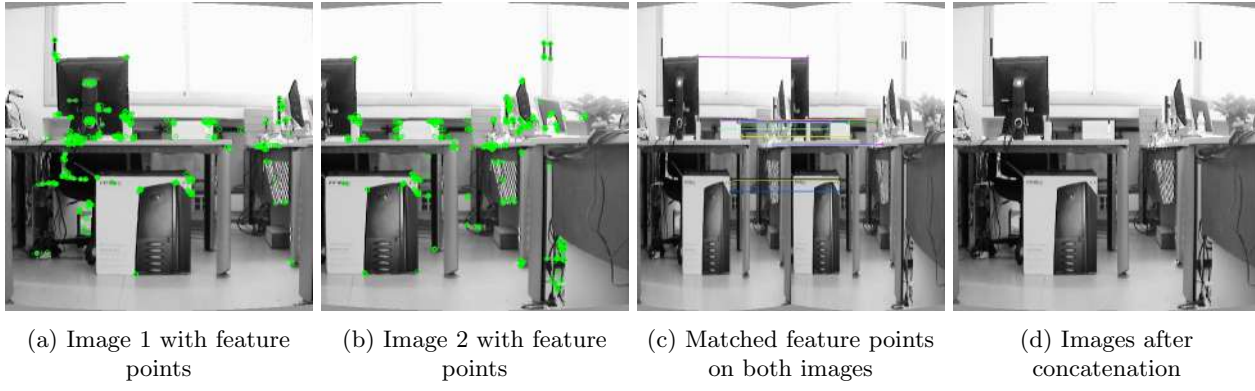 (a) Image 1 with feature
points
(b) Image 2 with feature
points
(c) Matched feature points
on both images
(d) Images after
concatenation